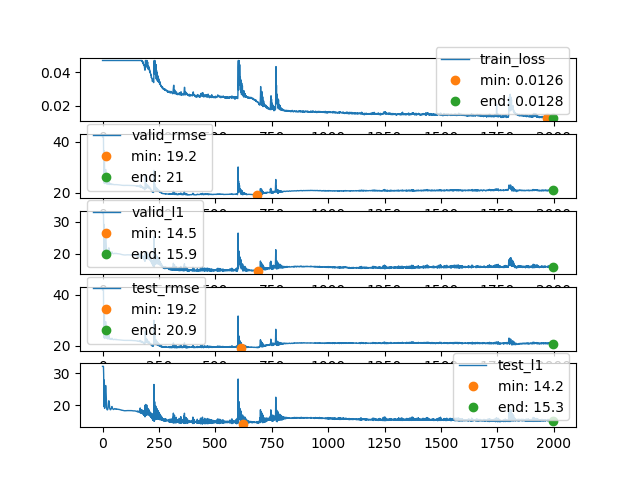 train_loss
min: 0.0126
end: 0.0128
0.04
0.02
valid_rmse
min: 19.2
end: 21
40
20
valid_l1
min: 14.5
end: 15.9
30
20
test_rmse
min: 19.2
end: 20.9
40
20
test_l1
min: 14.2
end: 15.3
30
20
0 250 500 750 1000 1250 1500 1750 2000